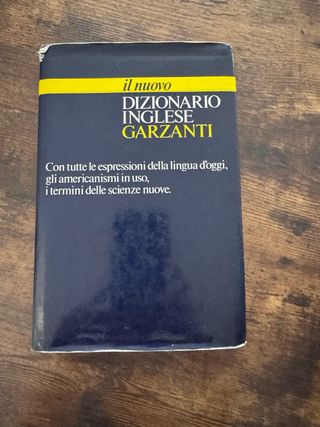 il nuovo
DIZIONARIO
INGLESE
GARZANTI
Con tutte le espressioni della lingua d'oggi,
gli americanismi in uso,
i termini delle scienze nuove.